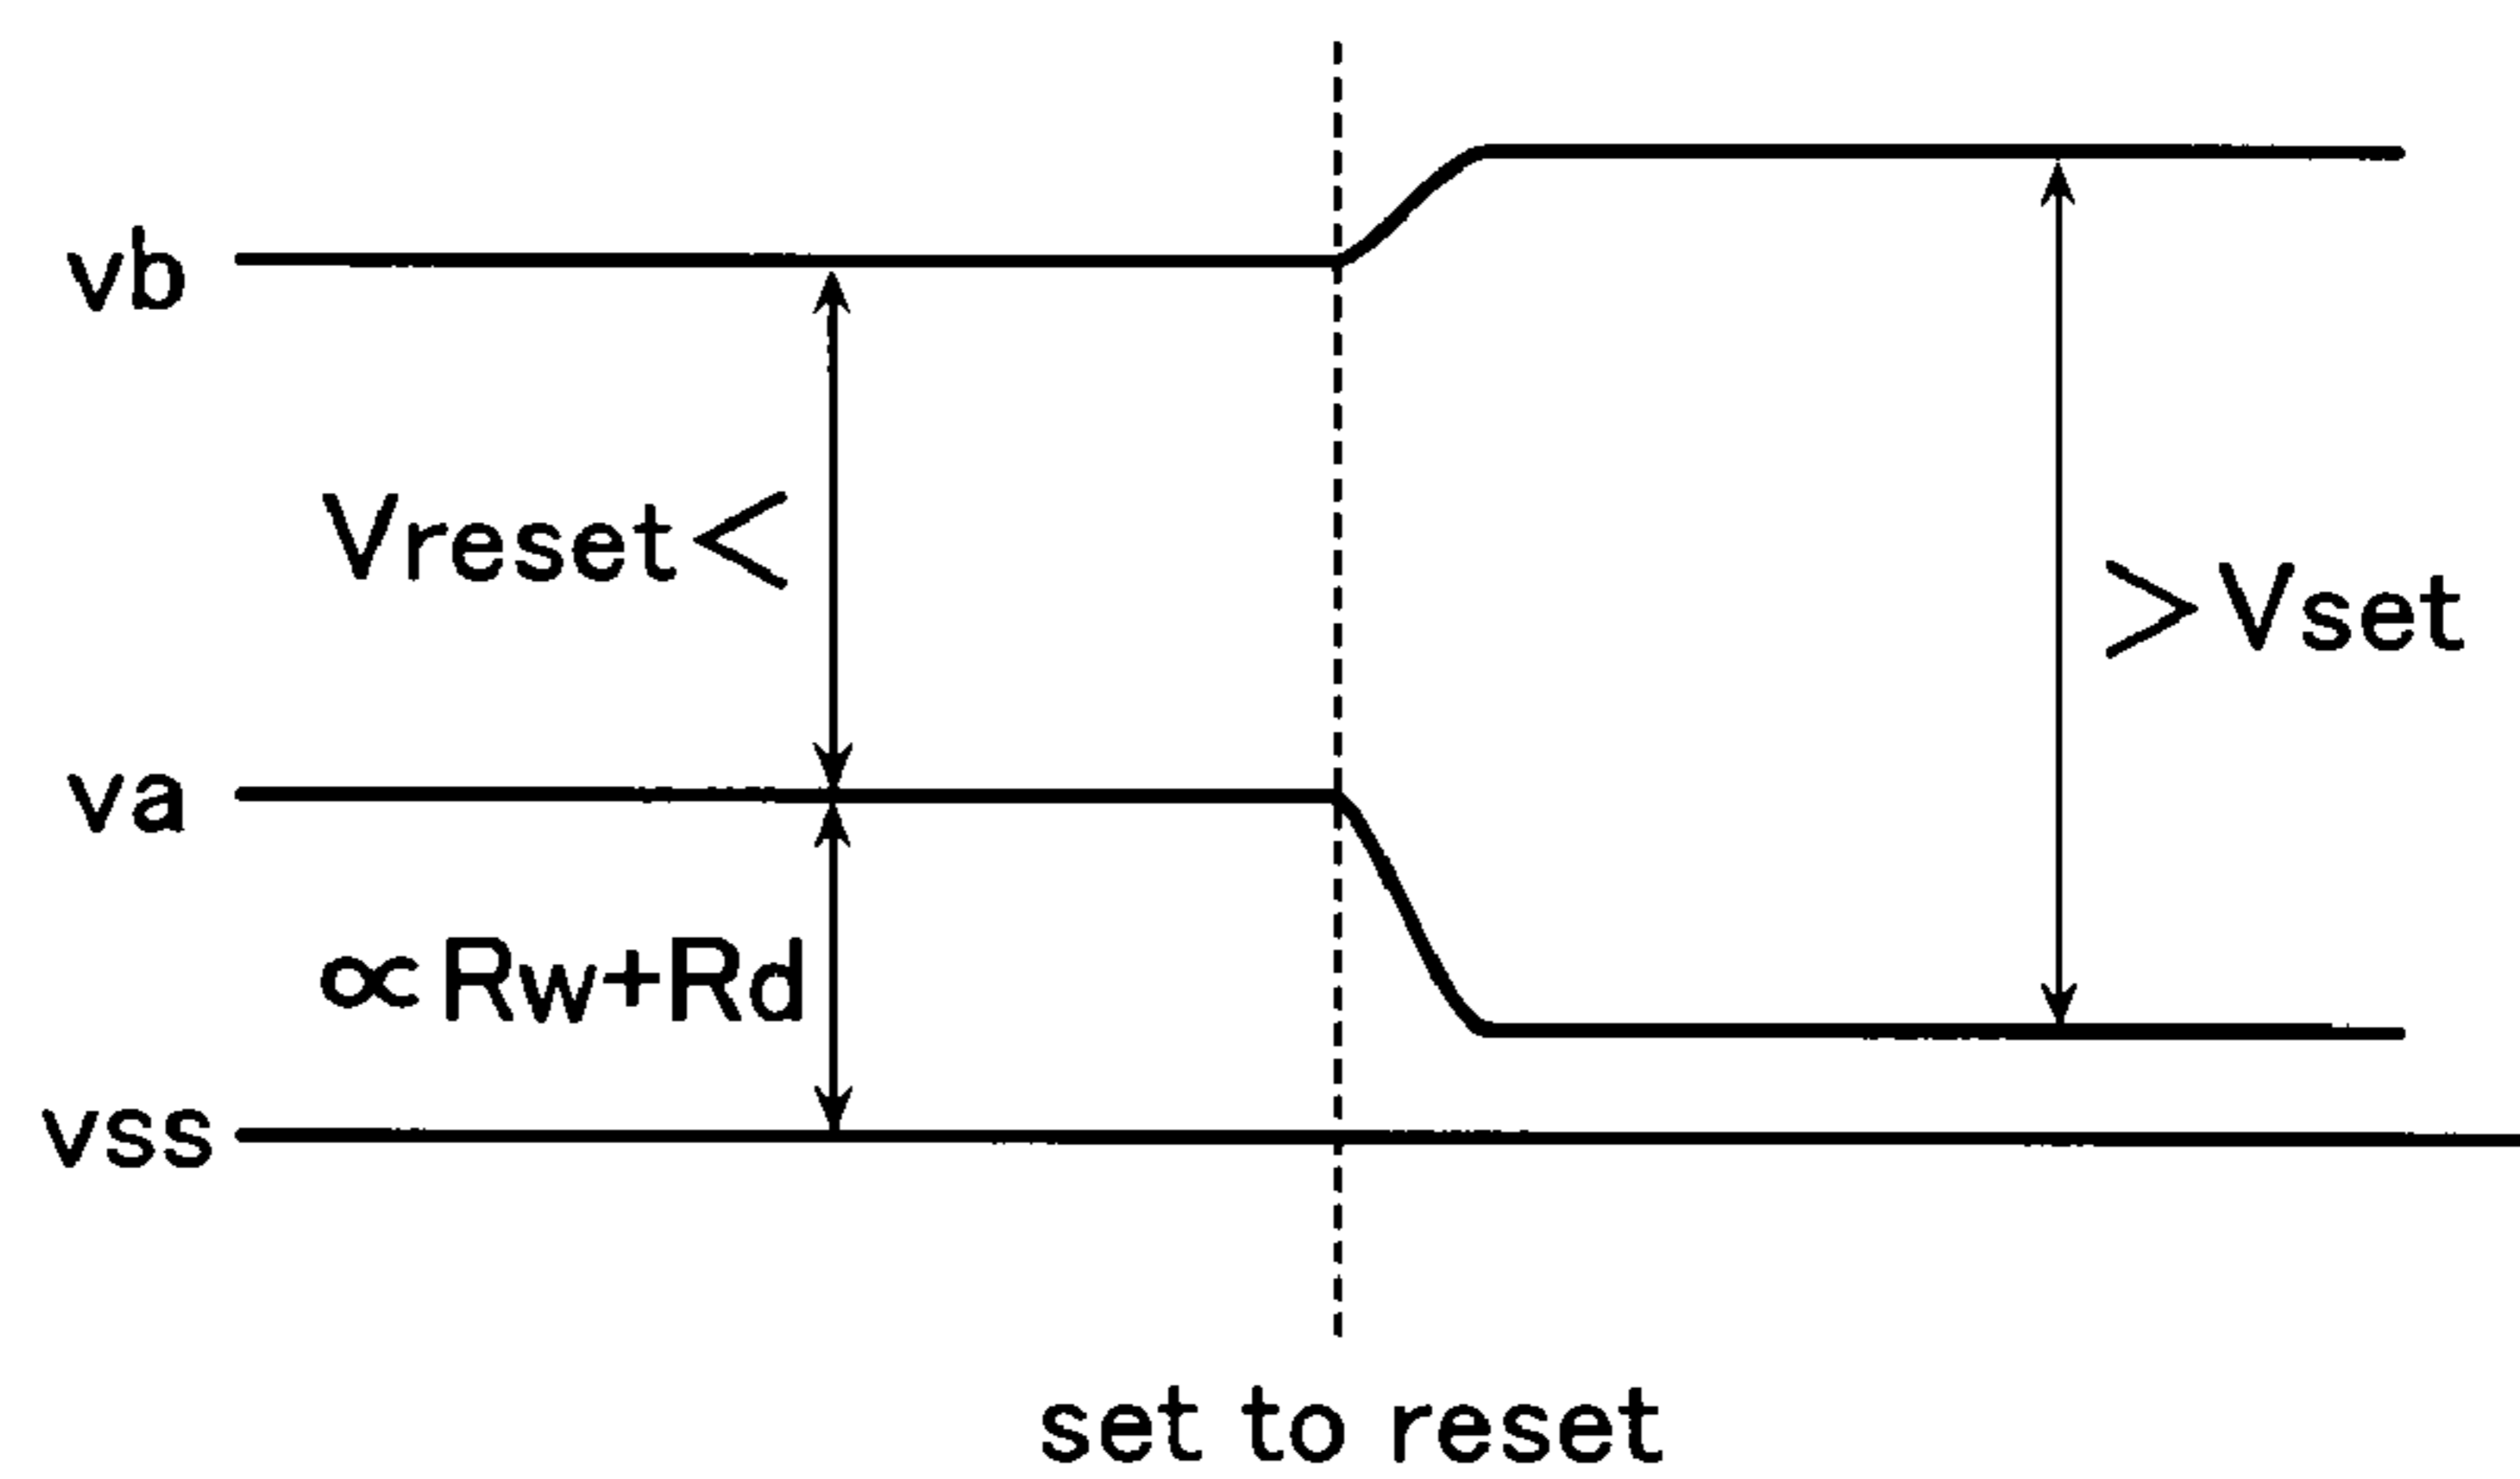 vb
Vreset<
>Vset
va
∝Rw+Rd
vss
set to reset